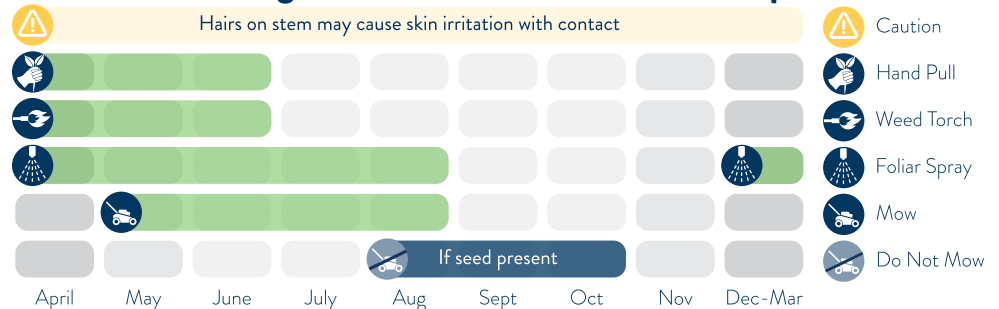 Hairs on stem may cause skin irritation with contact
Caution
Hand Pull
Weed Torch
Foliar Spray
Mow
If seed present
Do Not Mow
April May June July Aug Sept Oct Nov Dec-Mar